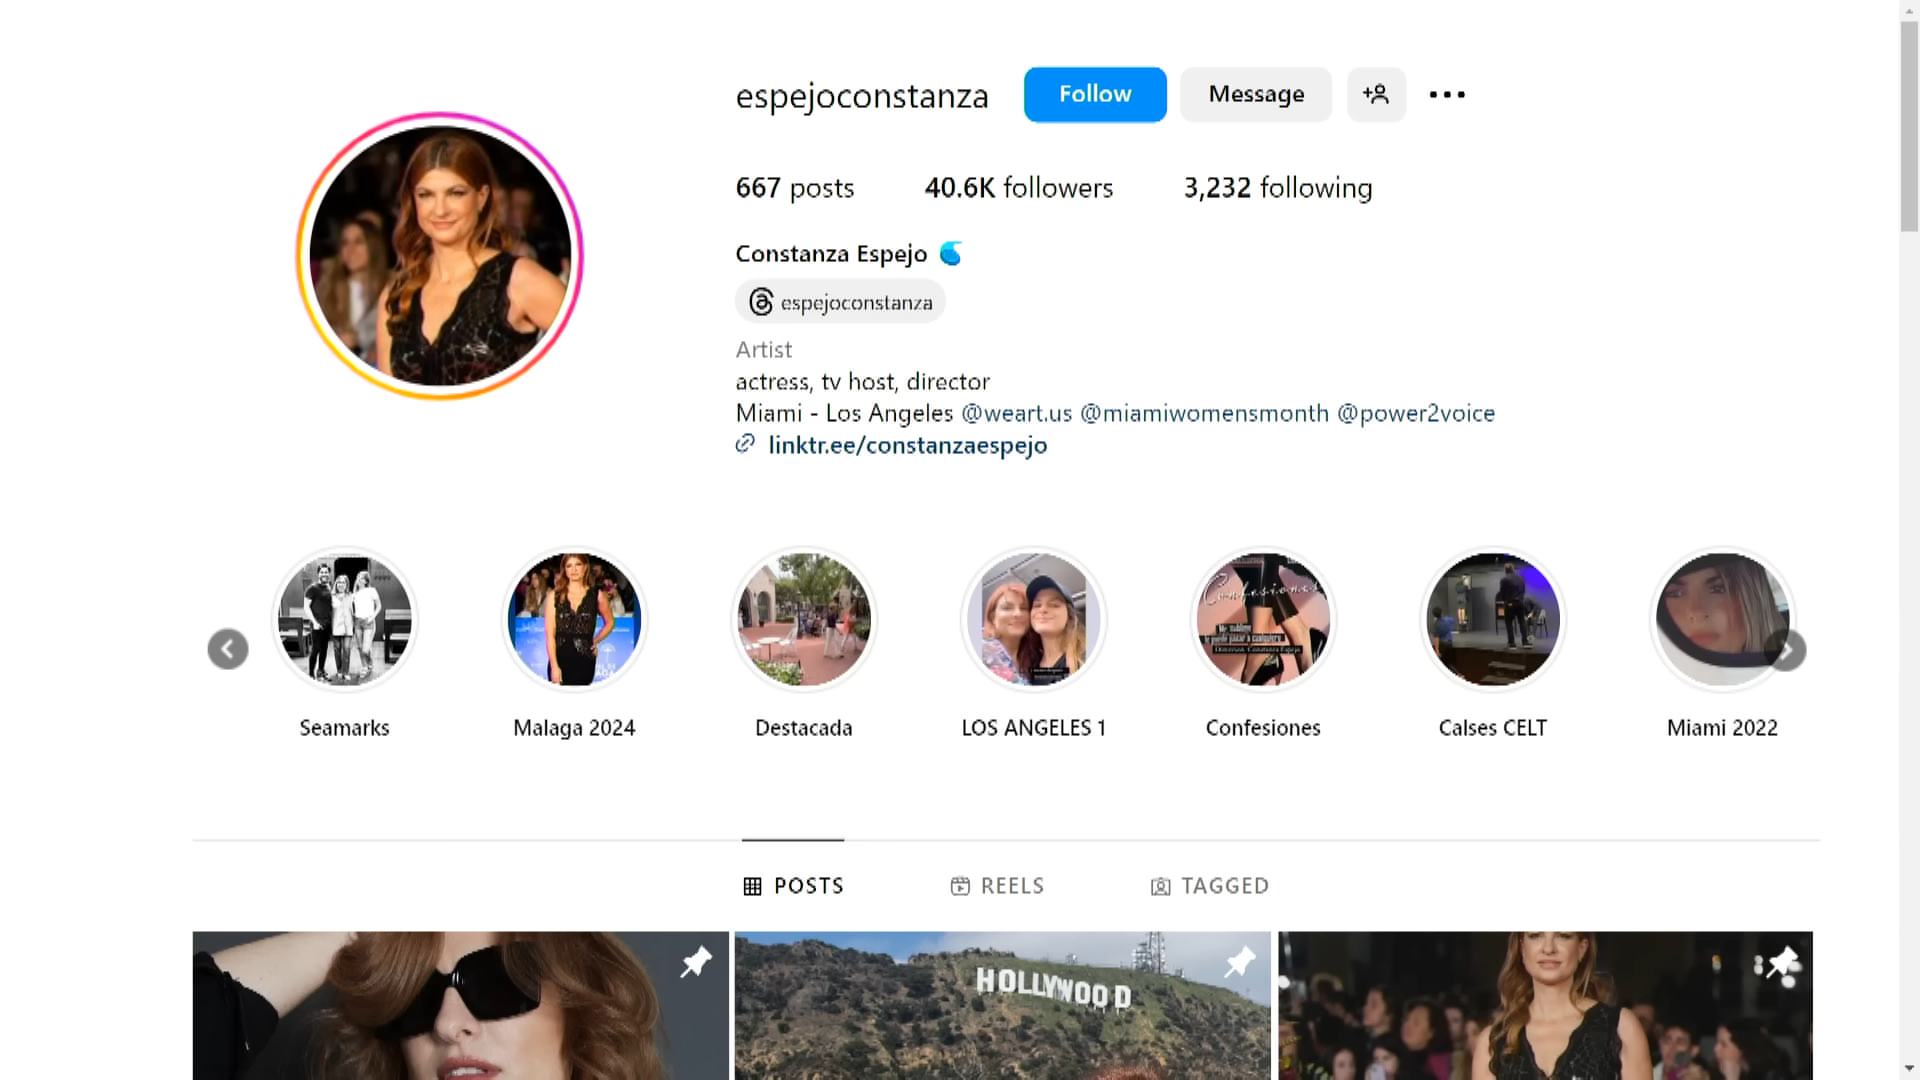 espejoconstanza
Follow
Message
667 posts
40.6K followers
3,232 following
Constanza Espejo
espejoconstanza
Artist
actress, tv host, director
Miami - Los Angeles @weart.us @miamiwomensmonth @power2voice
linktr.ee/constanzaespejo
Confesiones
Seamarks
Malaga 2024
Destacada
LOS ANGELES 1
Confesiones
Calses CELT
Miami 2022
POSTS
REELS
TAGGED
HOLLYWOOD